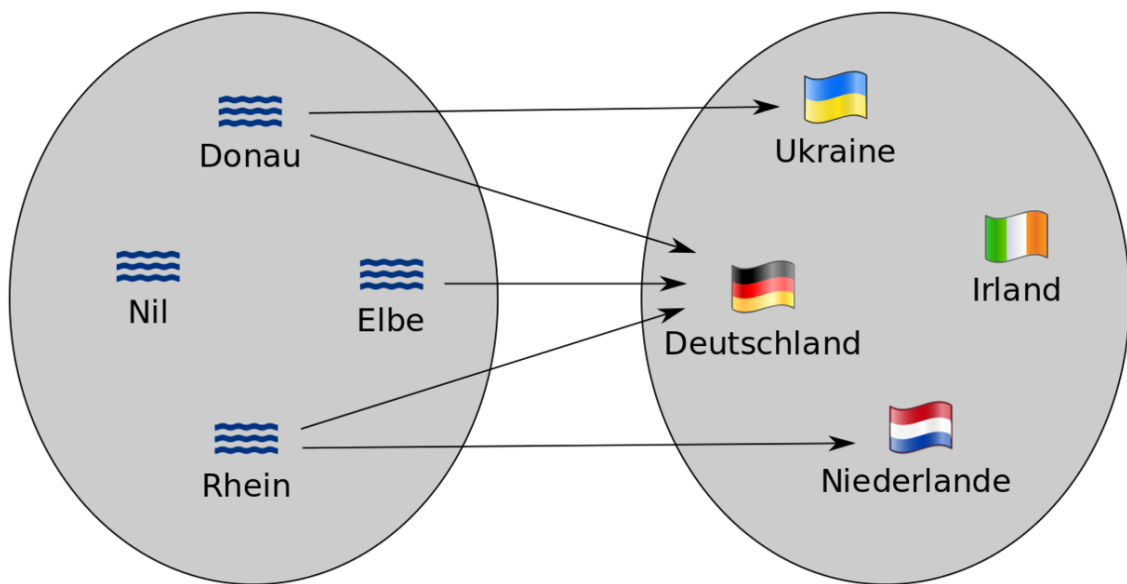 Donau
Nil
Elbe
Rhein
Ukraine
Irland
Deutschland
Niederlande